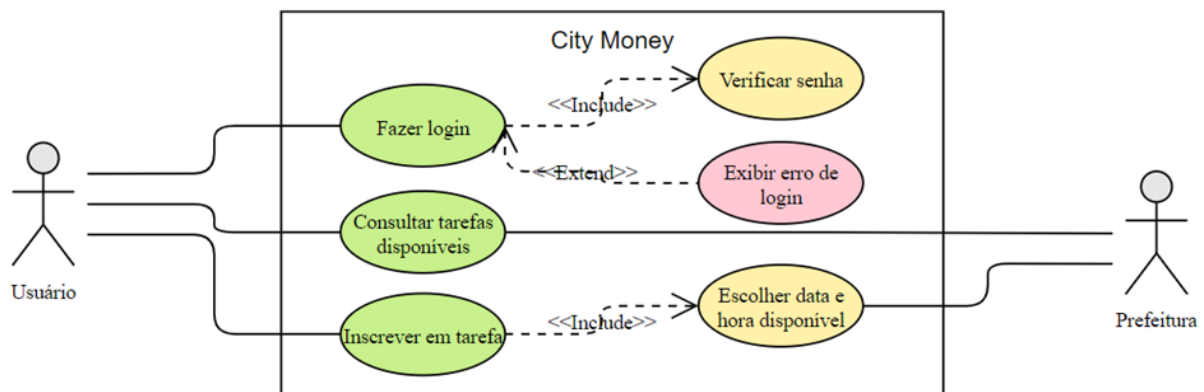 City Money
Verificar senha
<<Include>>
Fazer login
<<Extend>>
Exibir erro de
login
Consultar tarefas
disponíveis
Usuário
Escolher data e
hora disponível
<<Include>>
Inscrever em tarefa
Prefeitura